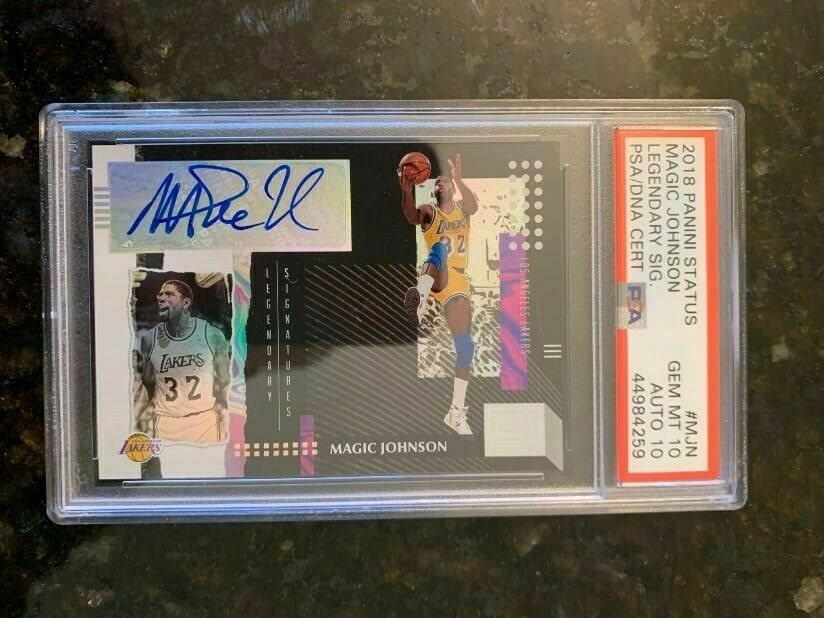 2018 PANINI STATUS #MJN
MAGIC JOHNSON GEM MT 10
LEGENDARY SIG. AUTO 10
PSA/DNA CERT 44984259
PSA
LAKERS
32
LOS ANGELES LAKERS
LAKERS
32
LEGENDARY
SIGNATURES
LAKERS
MAGIC JOHNSON